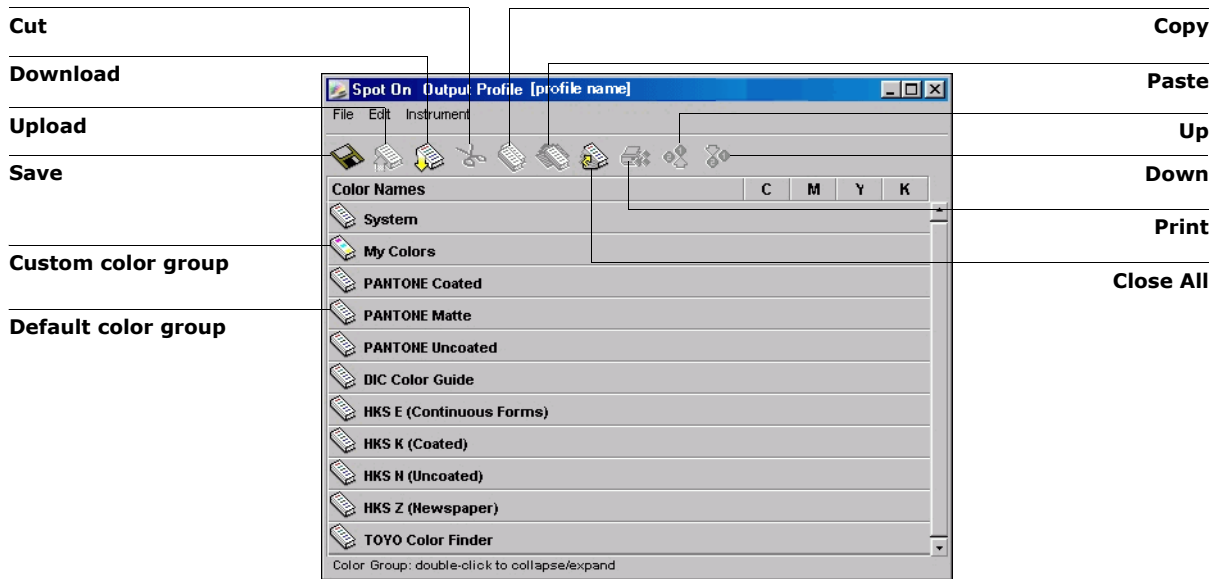 Cut
Download
Upload
Save
Custom color group
Default color group
Spot On Output Profile [profile name]
File Edit Instrument
Color Names C M Y K
System
My Colors
PANTONE Coated
PANTONE Matte
PANTONE Uncoated
DIC Color Guide
HKS E (Continuous Forms)
HKS K (Coated)
HKS N (Uncoated)
HKS Z (Newspaper)
TOYO Color Finder
Color Group: double-click to collapse/expand
Copy
Paste
Up
Down
Print
Close All